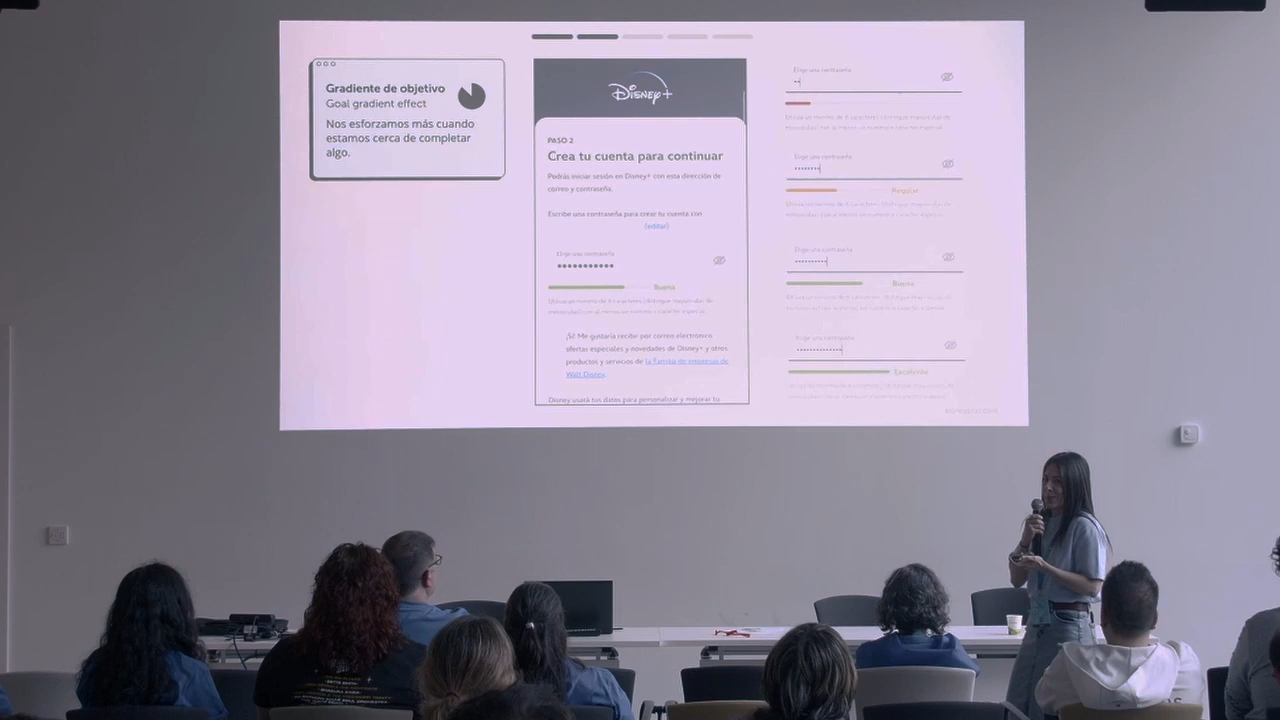 Gradiente de objetivo
Goal gradient effect
Nos esforzamos más cuando
estamos cerca de completar
algo.
Disney+
PASO 2
Crea tu cuenta para continuar
Podrás iniciar sesión en Disney+ con esta dirección de
correo y contraseña.
Escribe una contraseña para crear tu cuenta con
(editar)
Elige una contraseña
Buena
¡Sí! Me gustaría recibir por correo electrónico
ofertas especiales y novedades de Disney+ y otros
productos y servicios de la familia de empresas de
Walt Disney.
Disney usará tus datos para personalizar y mejorar tu
Elige una contraseña
Elige una contraseña
Regular
Elige una contraseña
Buena
Elige una contraseña
Excelente